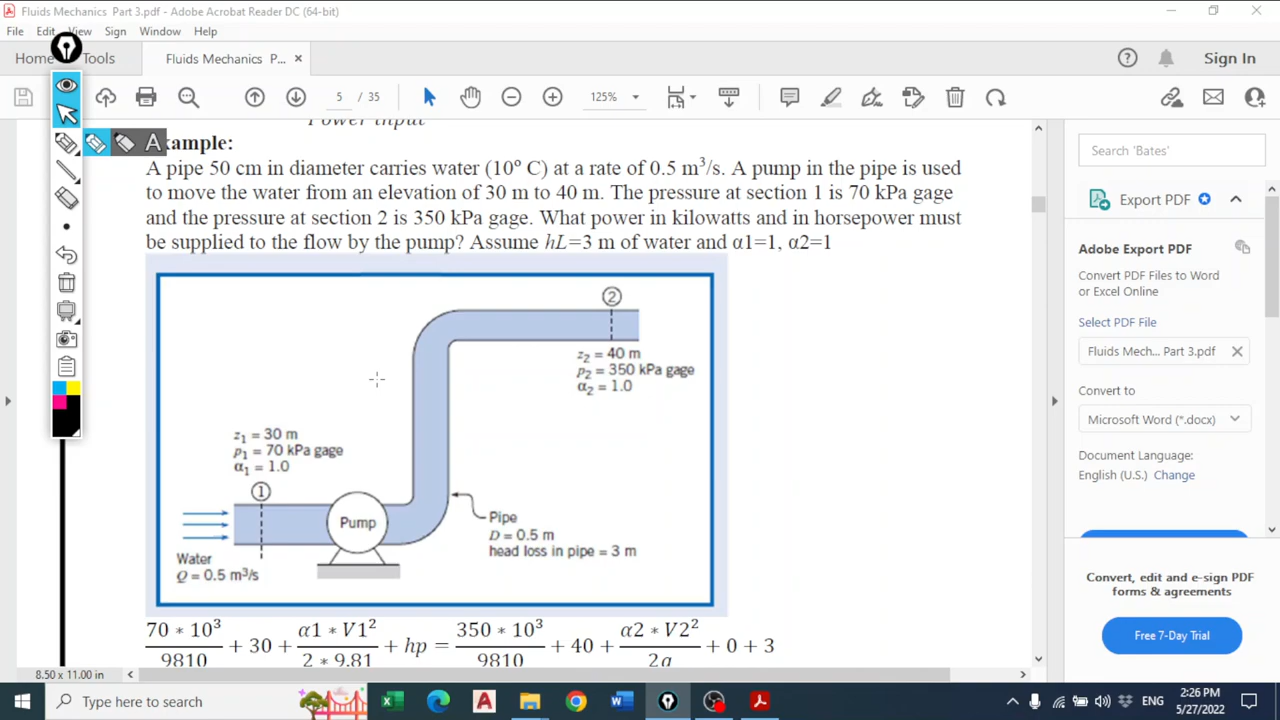 Fluids Mechanics Part 3.pdf - Adobe Acrobat Reader DC (64-bit)
File Edit View Sign Window Help
Home Tools Fluids Mechanics P... × Sign In
5 / 35 125%
Power input
xample:
A pipe 50 cm in diameter carries water (10° C) at a rate of 0.5 m³/s. A pump in the pipe is used
to move the water from an elevation of 30 m to 40 m. The pressure at section 1 is 70 kPa gage
and the pressure at section 2 is 350 kPa gage. What power in kilowatts and in horsepower must
be supplied to the flow by the pump? Assume hL=3 m of water and α1=1, α2=1
②
z₂ = 40 m
p₂ = 350 kPa gage
α₂ = 1.0
z₁ = 30 m
p₁ = 70 kPa gage
α₁ = 1.0
①
Pump
Pipe
D = 0.5 m
head loss in pipe = 3 m
Water
Q = 0.5 m³/s
70 * 10³ α1 * V1² 350 * 10³ α2 * V2²
+ 30 + + hp = + 40 + + 0 + 3
9810 2 * 9.81 9810 2g
8.50 x 11.00 in
A
Search 'Bates'
Export PDF
Adobe Export PDF
Convert PDF Files to Word
or Excel Online
Select PDF File
Fluids Mech... Part 3.pdf
Convert to
Microsoft Word (*.docx)
Document Language:
English (U.S.) Change
Convert, edit and e-sign PDF
forms & agreements
Free 7-Day Trial
Type here to search
ENG
2:26 PM
5/27/2022